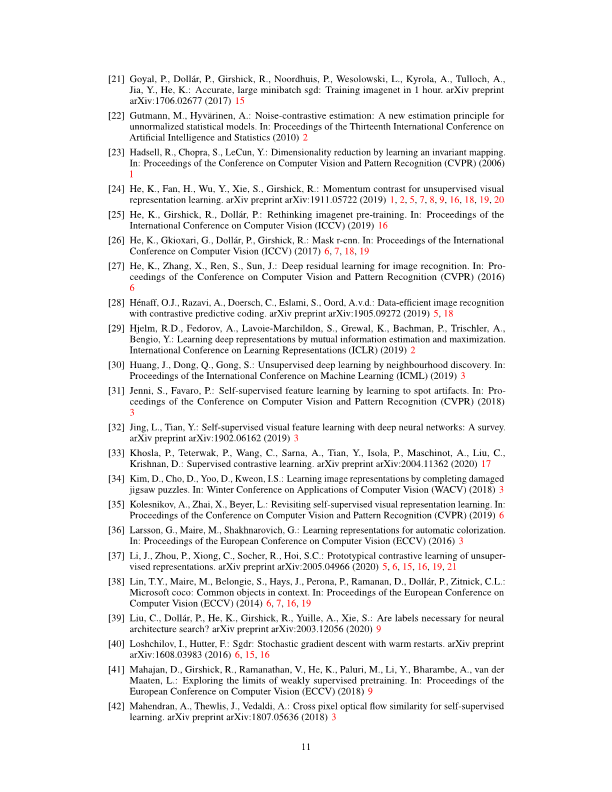 [21] Goyal, P., Dollár, P., Girshick, R., Noordhuis, P., Wesolowski, L., Kyrola, A., Tulloch, A.,
Jia, Y., He, K.: Accurate, large minibatch sgd: Training imagenet in 1 hour. arXiv preprint
arXiv:1706.02677 (2017) 15
[22] Gutmann, M., Hyvärinen, A.: Noise-contrastive estimation: A new estimation principle for
unnormalized statistical models. In: Proceedings of the Thirteenth International Conference on
Artificial Intelligence and Statistics (2010) 2
[23] Hadsell, R., Chopra, S., LeCun, Y.: Dimensionality reduction by learning an invariant mapping.
In: Proceedings of the Conference on Computer Vision and Pattern Recognition (CVPR) (2006)
1
[24] He, K., Fan, H., Wu, Y., Xie, S., Girshick, R.: Momentum contrast for unsupervised visual
representation learning. arXiv preprint arXiv:1911.05722 (2019) 1, 2, 5, 7, 8, 9, 16, 18, 19, 20
[25] He, K., Girshick, R., Dollár, P.: Rethinking imagenet pre-training. In: Proceedings of the
International Conference on Computer Vision (ICCV) (2019) 16
[26] He, K., Gkioxari, G., Dollár, P., Girshick, R.: Mask r-cnn. In: Proceedings of the International
Conference on Computer Vision (ICCV) (2017) 6, 7, 18, 19
[27] He, K., Zhang, X., Ren, S., Sun, J.: Deep residual learning for image recognition. In: Pro-
ceedings of the Conference on Computer Vision and Pattern Recognition (CVPR) (2016)
6
[28] Hénaff, O.J., Razavi, A., Doersch, C., Eslami, S., Oord, A.v.d.: Data-efficient image recognition
with contrastive predictive coding. arXiv preprint arXiv:1905.09272 (2019) 5, 18
[29] Hjelm, R.D., Fedorov, A., Lavoie-Marchildon, S., Grewal, K., Bachman, P., Trischler, A.,
Bengio, Y.: Learning deep representations by mutual information estimation and maximization.
International Conference on Learning Representations (ICLR) (2019) 2
[30] Huang, J., Dong, Q., Gong, S.: Unsupervised deep learning by neighbourhood discovery. In:
Proceedings of the International Conference on Machine Learning (ICML) (2019) 3
[31] Jenni, S., Favaro, P.: Self-supervised feature learning by learning to spot artifacts. In: Pro-
ceedings of the Conference on Computer Vision and Pattern Recognition (CVPR) (2018)
3
[32] Jing, L., Tian, Y.: Self-supervised visual feature learning with deep neural networks: A survey.
arXiv preprint arXiv:1902.06162 (2019) 3
[33] Khosla, P., Teterwak, P., Wang, C., Sarna, A., Tian, Y., Isola, P., Maschinot, A., Liu, C.,
Krishnan, D.: Supervised contrastive learning. arXiv preprint arXiv:2004.11362 (2020) 17
[34] Kim, D., Cho, D., Yoo, D., Kweon, I.S.: Learning image representations by completing damaged
jigsaw puzzles. In: Winter Conference on Applications of Computer Vision (WACV) (2018) 3
[35] Kolesnikov, A., Zhai, X., Beyer, L.: Revisiting self-supervised visual representation learning. In:
Proceedings of the Conference on Computer Vision and Pattern Recognition (CVPR) (2019) 6
[36] Larsson, G., Maire, M., Shakhnarovich, G.: Learning representations for automatic colorization.
In: Proceedings of the European Conference on Computer Vision (ECCV) (2016) 3
[37] Li, J., Zhou, P., Xiong, C., Socher, R., Hoi, S.C.: Prototypical contrastive learning of unsuper-
vised representations. arXiv preprint arXiv:2005.04966 (2020) 5, 6, 15, 16, 19, 21
[38] Lin, T.Y., Maire, M., Belongie, S., Hays, J., Perona, P., Ramanan, D., Dollár, P., Zitnick, C.L.:
Microsoft coco: Common objects in context. In: Proceedings of the European Conference on
Computer Vision (ECCV) (2014) 6, 7, 16, 19
[39] Liu, C., Dollár, P., He, K., Girshick, R., Yuille, A., Xie, S.: Are labels necessary for neural
architecture search? arXiv preprint arXiv:2003.12056 (2020) 9
[40] Loshchilov, I., Hutter, F.: Sgdr: Stochastic gradient descent with warm restarts. arXiv preprint
arXiv:1608.03983 (2016) 6, 15, 16
[41] Mahajan, D., Girshick, R., Ramanathan, V., He, K., Paluri, M., Li, Y., Bharambe, A., van der
Maaten, L.: Exploring the limits of weakly supervised pretraining. In: Proceedings of the
European Conference on Computer Vision (ECCV) (2018) 9
[42] Mahendran, A., Thewlis, J., Vedaldi, A.: Cross pixel optical flow similarity for self-supervised
learning. arXiv preprint arXiv:1807.05636 (2018) 3
11